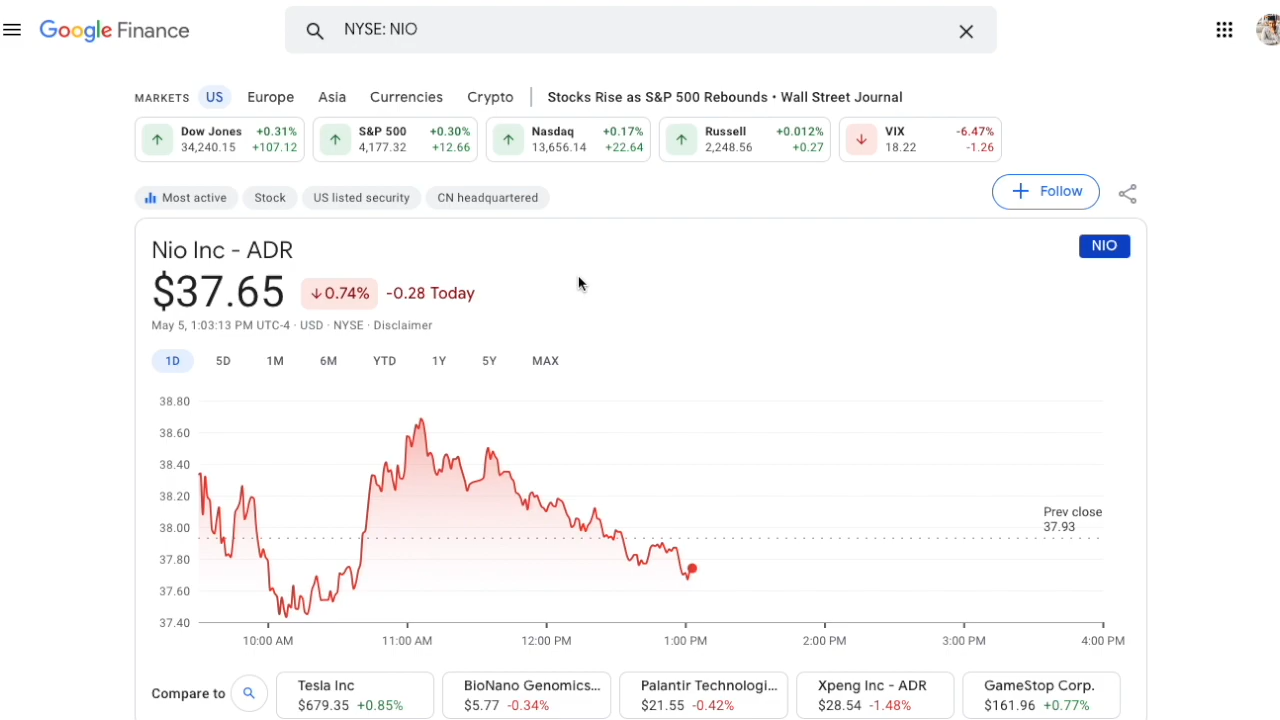 Google Finance
NYSE: NIO
MARKETS US Europe Asia Currencies Crypto Stocks Rise as S&P 500 Rebounds • Wall Street Journal
Dow Jones +0.31%
34,240.15 +107.12
S&P 500 +0.30%
4,177.32 +12.66
Nasdaq +0.17%
13,656.14 +22.64
Russell +0.012%
2,248.56 +0.27
VIX -6.47%
18.22 -1.26
Most active Stock US listed security CN headquartered
Follow
Nio Inc - ADR
NIO
$37.65 0.74% -0.28 Today
May 5, 1:03:13 PM UTC-4 · USD · NYSE · Disclaimer
1D 5D 1M 6M YTD 1Y 5Y MAX
38.80
38.60
38.40
38.20
38.00
37.80
37.60
37.40
Prev close
37.93
10:00 AM 11:00 AM 12:00 PM 1:00 PM 2:00 PM 3:00 PM 4:00 PM
Compare to
Tesla Inc
$679.35 +0.85%
BioNano Genomics...
$5.77 -0.34%
Palantir Technologi...
$21.55 -0.42%
Xpeng Inc - ADR
$28.54 -1.48%
GameStop Corp.
$161.96 +0.77%